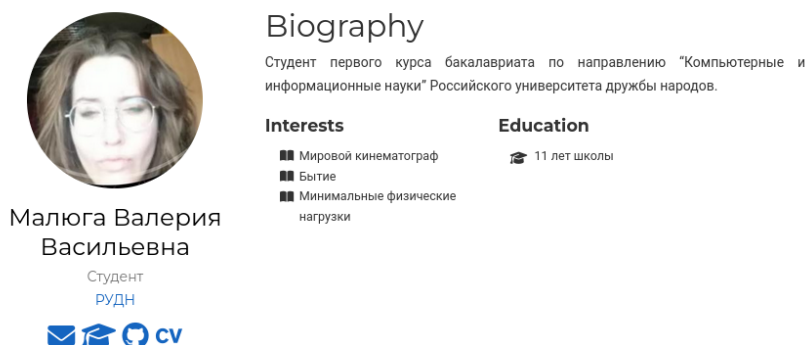 Biography
Студент первого курса бакалавриата по направлению “Компьютерные и
информационные науки” Российского университета дружбы народов.
Interests
Мировой кинематограф
Бытие
Минимальные физические
нагрузки
Education
11 лет школы
Малюга Валерия
Васильевна
Студент
РУДН
CV